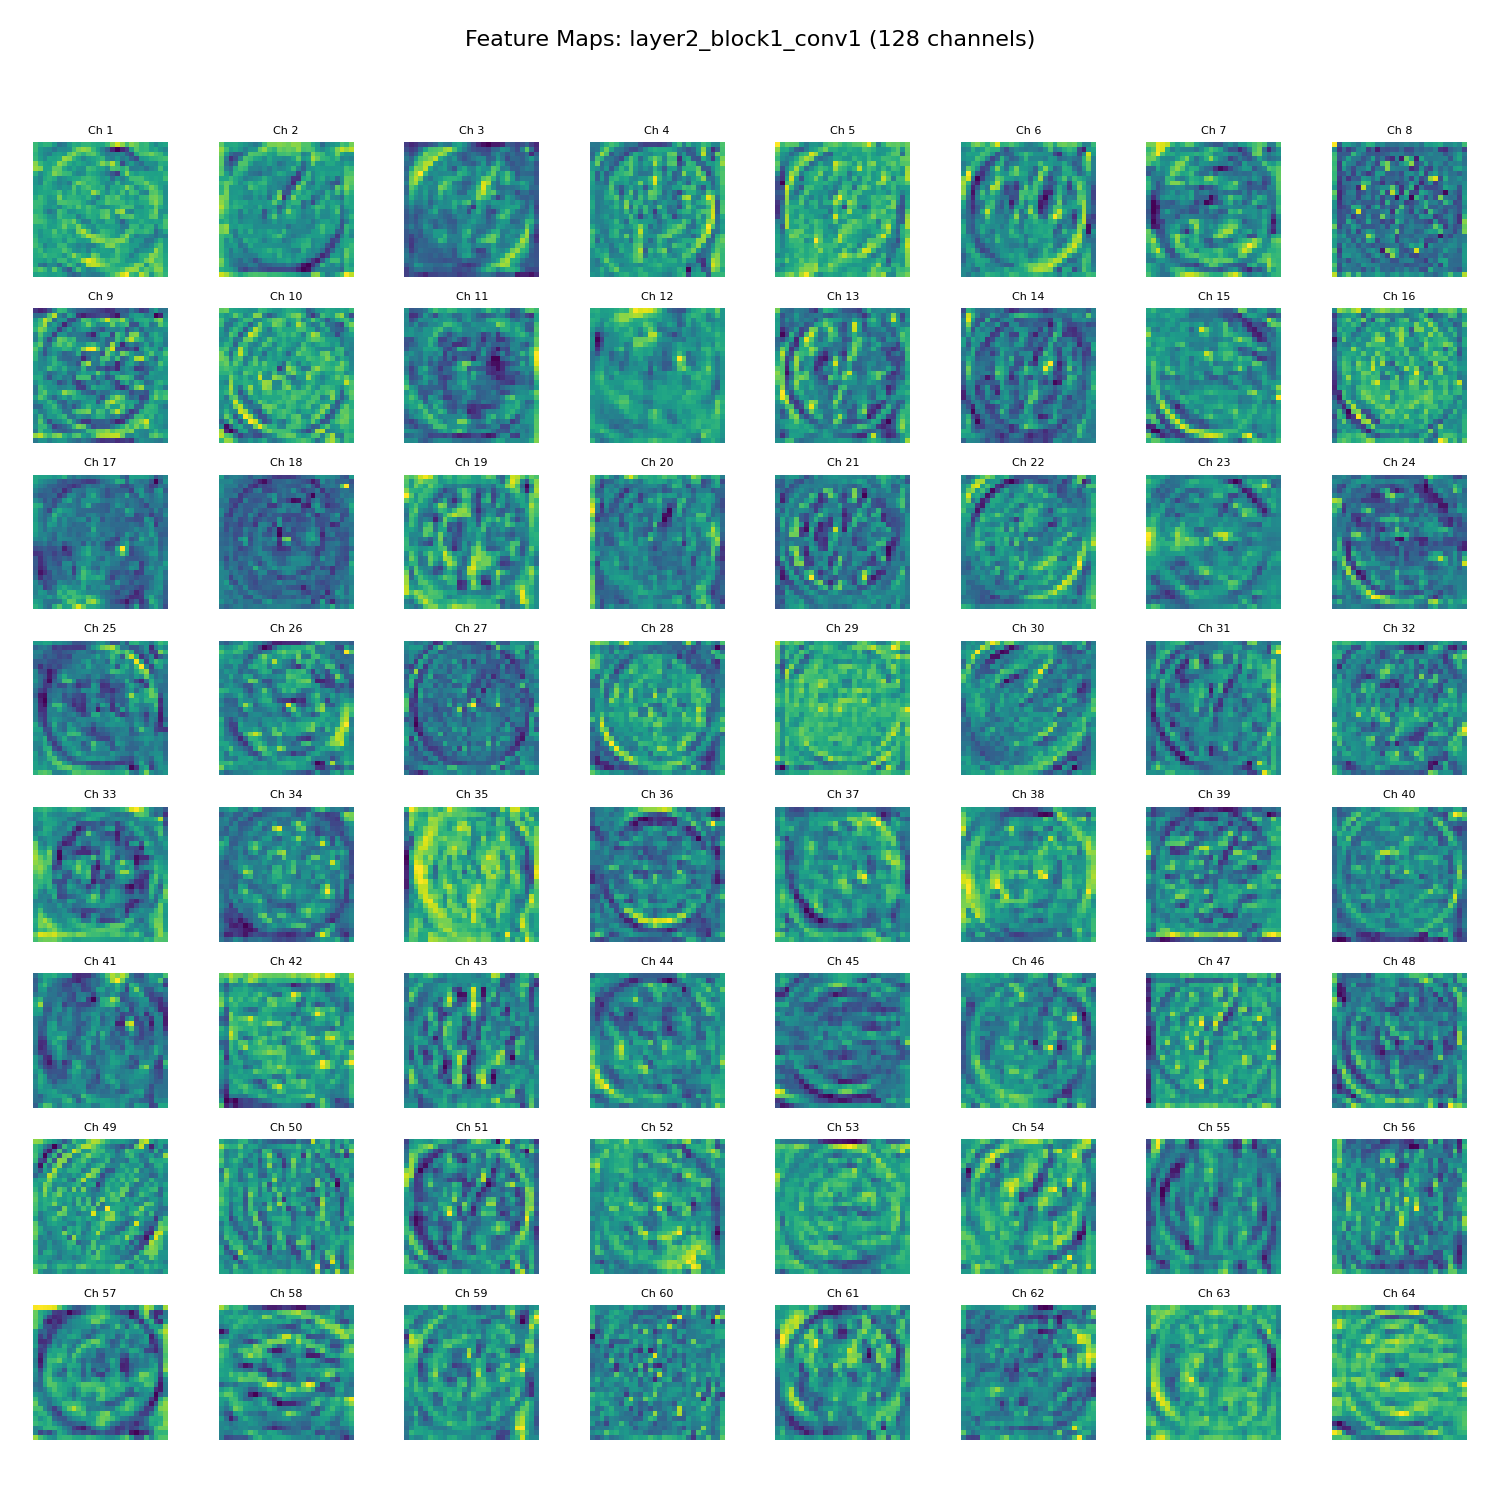 Feature Maps: layer2_block1_conv1 (128 channels)
Ch 1 Ch 2 Ch 3 Ch 4 Ch 5 Ch 6 Ch 7 Ch 8
Ch 9 Ch 10 Ch 11 Ch 12 Ch 13 Ch 14 Ch 15 Ch 16
Ch 17 Ch 18 Ch 19 Ch 20 Ch 21 Ch 22 Ch 23 Ch 24
Ch 25 Ch 26 Ch 27 Ch 28 Ch 29 Ch 30 Ch 31 Ch 32
Ch 33 Ch 34 Ch 35 Ch 36 Ch 37 Ch 38 Ch 39 Ch 40
Ch 41 Ch 42 Ch 43 Ch 44 Ch 45 Ch 46 Ch 47 Ch 48
Ch 49 Ch 50 Ch 51 Ch 52 Ch 53 Ch 54 Ch 55 Ch 56
Ch 57 Ch 58 Ch 59 Ch 60 Ch 61 Ch 62 Ch 63 Ch 64